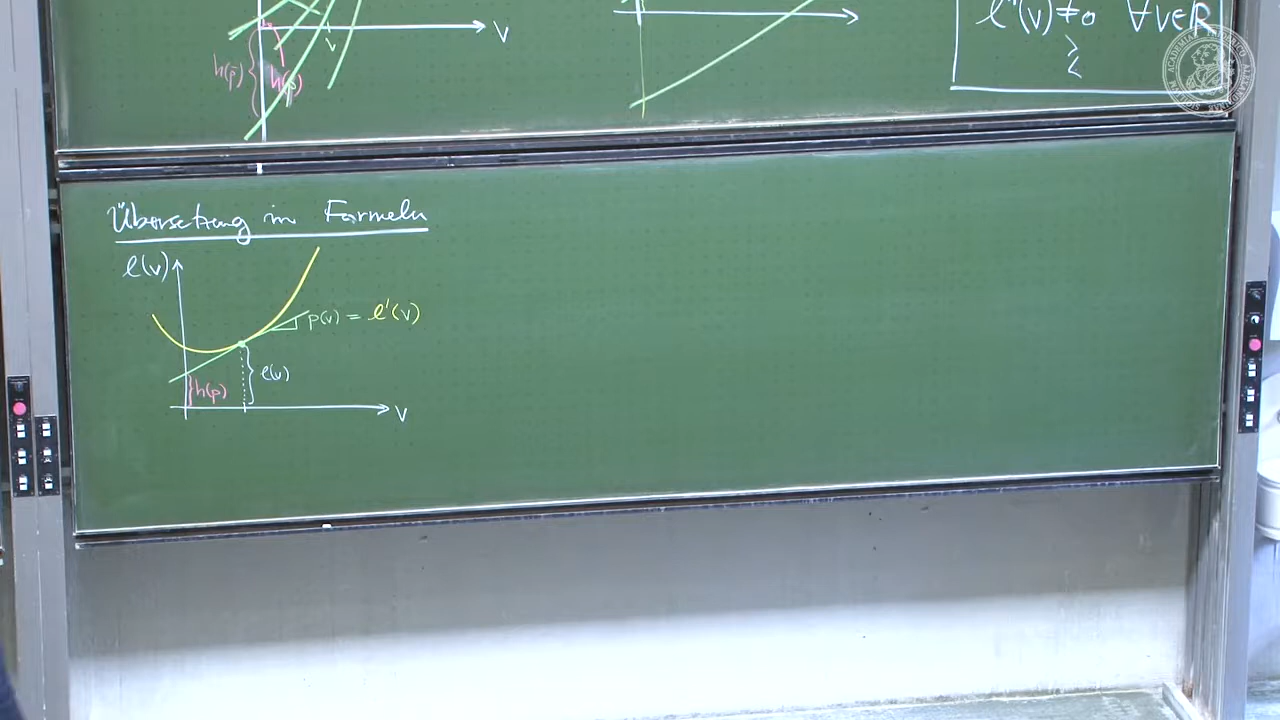 V
v
h(p)
ℓ''(v) ≠ 0 ∀v∈ℝ
>
<
Übersetzung in Formeln
ℓ(v)
p(v) = ℓ'(v)
ℓ(v)
h(p)
V